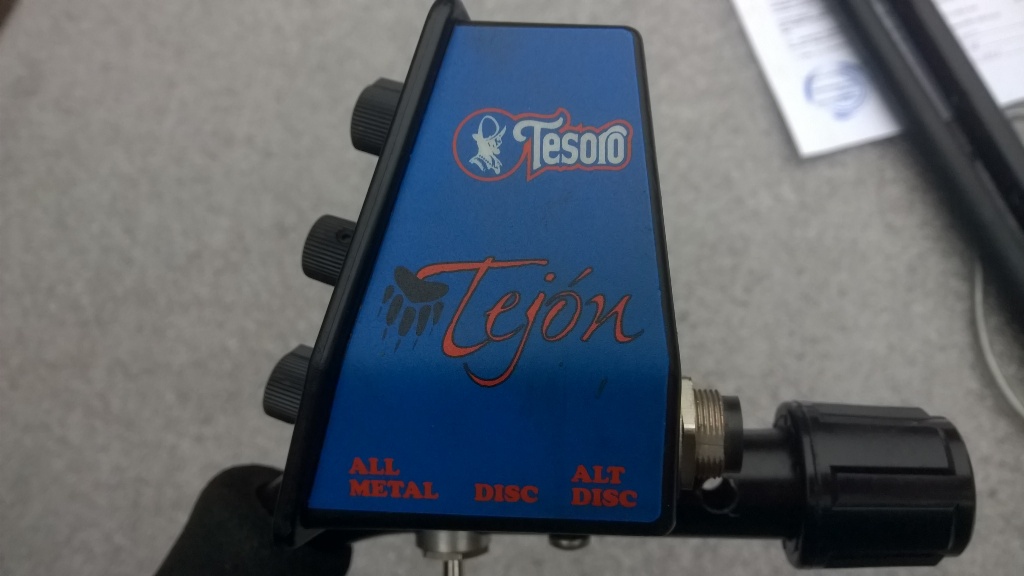 Tesoro
Tejón
ALL
METAL
DISC
ALT
DISC